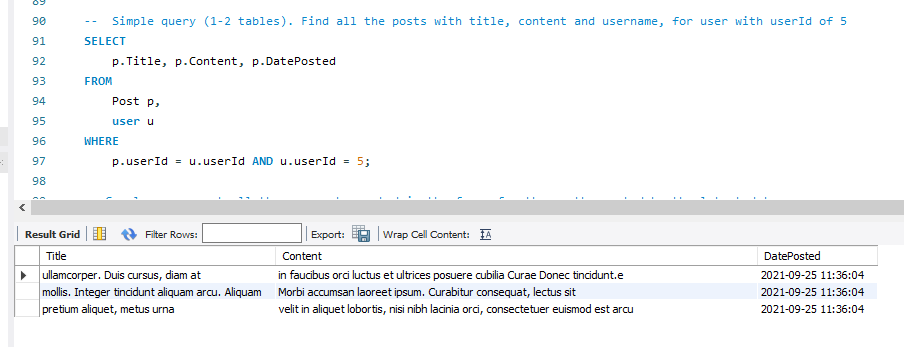 89
90 -- Simple query (1-2 tables). Find all the posts with title, content and username, for user with userId of 5
91 SELECT
92 p.Title, p.Content, p.DatePosted
93 FROM
94 Post p,
95 user u
96 WHERE
97 p.userId = u.userId AND u.userId = 5;
98
Result Grid Filter Rows: Export: Wrap Cell Content:
Title Content DatePosted
ullamcorper. Duis cursus, diam at in faucibus orci luctus et ultrices posuere cubilia Curae Donec tincidunt.e 2021-09-25 11:36:04
mollis. Integer tincidunt aliquam arcu. Aliquam Morbi accumsan laoreet ipsum. Curabitur consequat, lectus sit 2021-09-25 11:36:04
pretium aliquet, metus urna velit in aliquet lobortis, nisi nibh lacinia orci, consectetuer euismod est arcu 2021-09-25 11:36:04